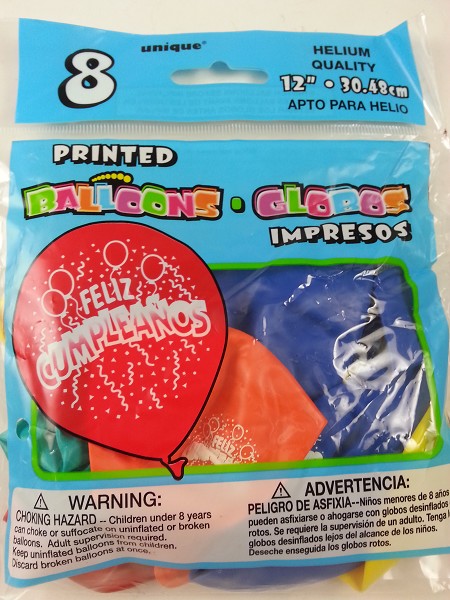 8
unique®
HELIUM
QUALITY
12" • 30.48cm
APTO PARA HELIO
PRINTED
BALLOONS • GLOBOS
IMPRESOS
FELIZ
CUMPLEAÑOS
FELIZ
WARNING:
CHOKING HAZARD -- Children under 8 years
can choke or suffocate on uninflated or broken
balloons. Adult supervision required.
Keep uninflated balloons from children.
Discard broken balloons at once.
ADVERTENCIA:
PELIGRO DE ASFIXIA--Niños menores de 8 años
pueden asfixiarse o ahogarse con globos desinflados
rotos. Se requiere la supervisión de un adulto. Tenga
globos desinflados lejos del alcance de los niños.
Deseche enseguida los globos rotos.